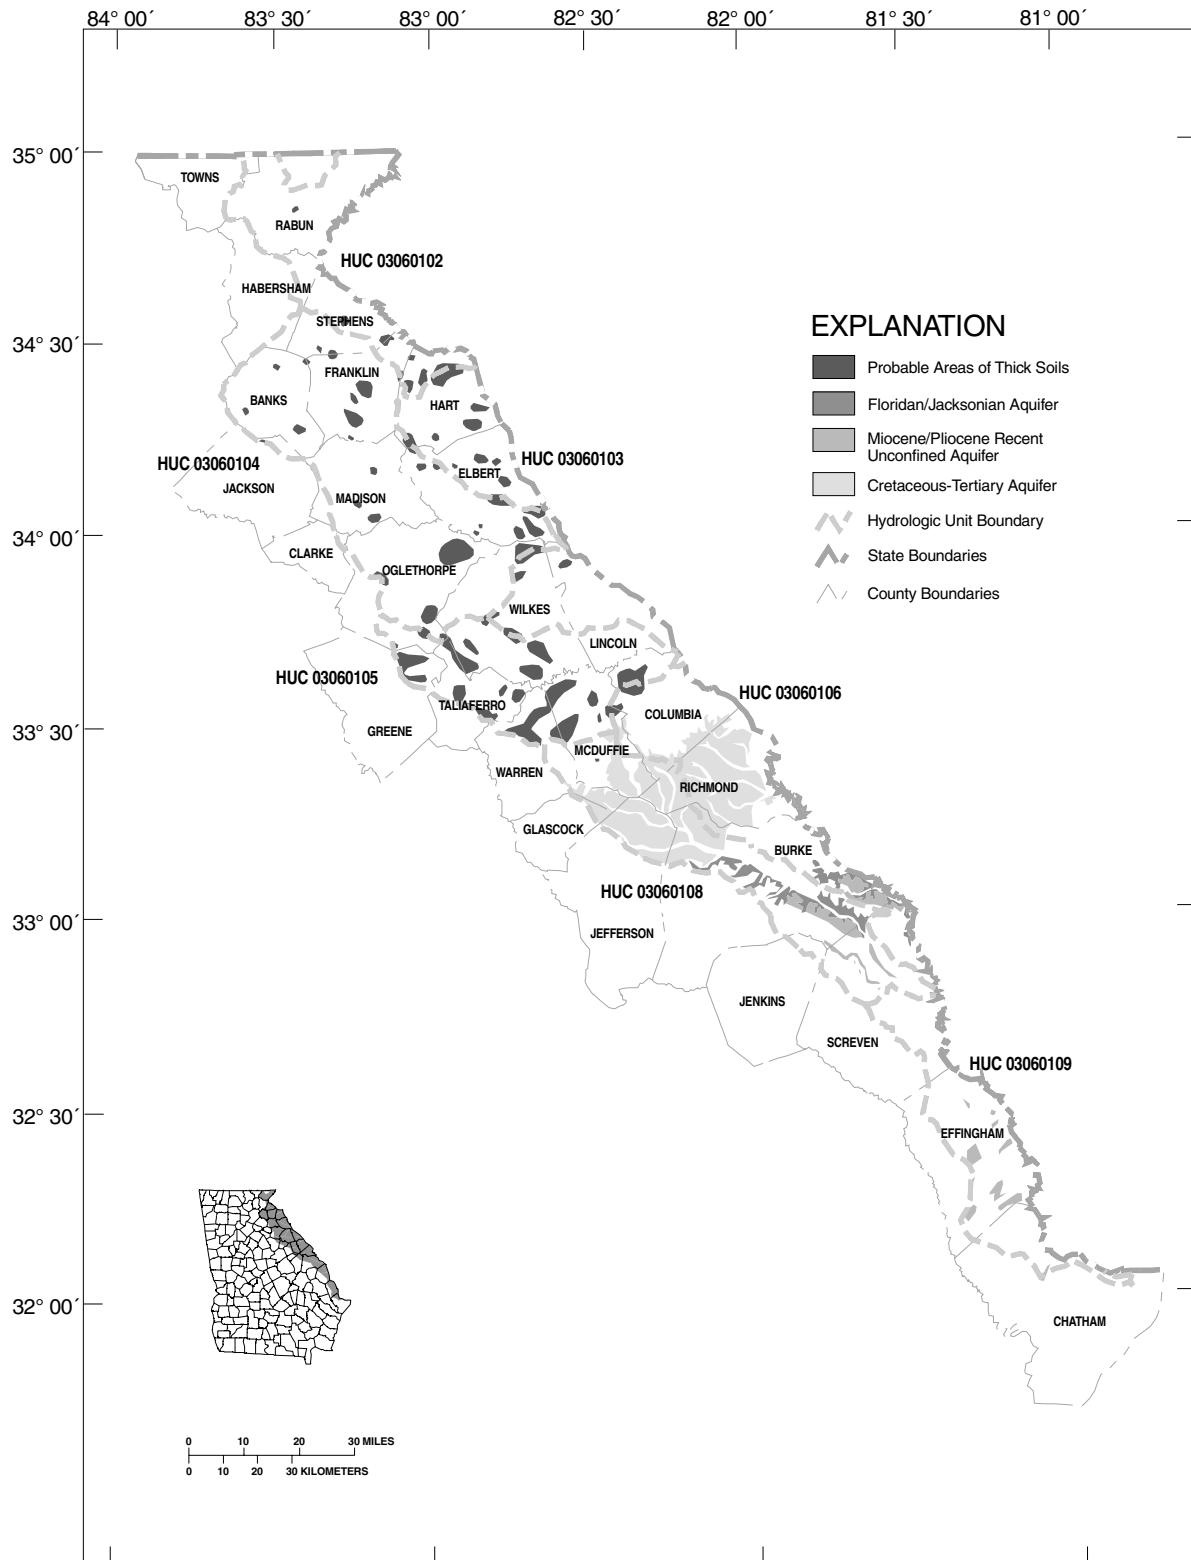 84° 00´ 83° 30´ 83° 00´ 82° 30´ 82° 00´ 81° 30´ 81° 00´
35° 00´
TOWNS
RABUN
HUC 03060102
HABERSHAM
STEPHENS
EXPLANATION
34° 30´
Probable Areas of Thick Soils
FRANKLIN
BANKS
HART
Floridan/Jacksonian Aquifer
Miocene/Pliocene Recent
Unconfined Aquifer
HUC 03060104
HUC 03060103
ELBERT
JACKSON
MADISON
Cretaceous-Tertiary Aquifer
Hydrologic Unit Boundary
34° 00´
CLARKE
OGLETHORPE
State Boundaries
County Boundaries
WILKES
LINCOLN
HUC 03060105
HUC 03060106
TALIAFERRO
COLUMBIA
33° 30´
GREENE
MCDUFFIE
WARREN
RICHMOND
GLASCOCK
BURKE
HUC 03060108
33° 00´
JEFFERSON
JENKINS
SCREVEN
HUC 03060109
32° 30´
EFFINGHAM
32° 00´
CHATHAM
0 10 20 30 MILES
0 10 20 30 KILOMETERS